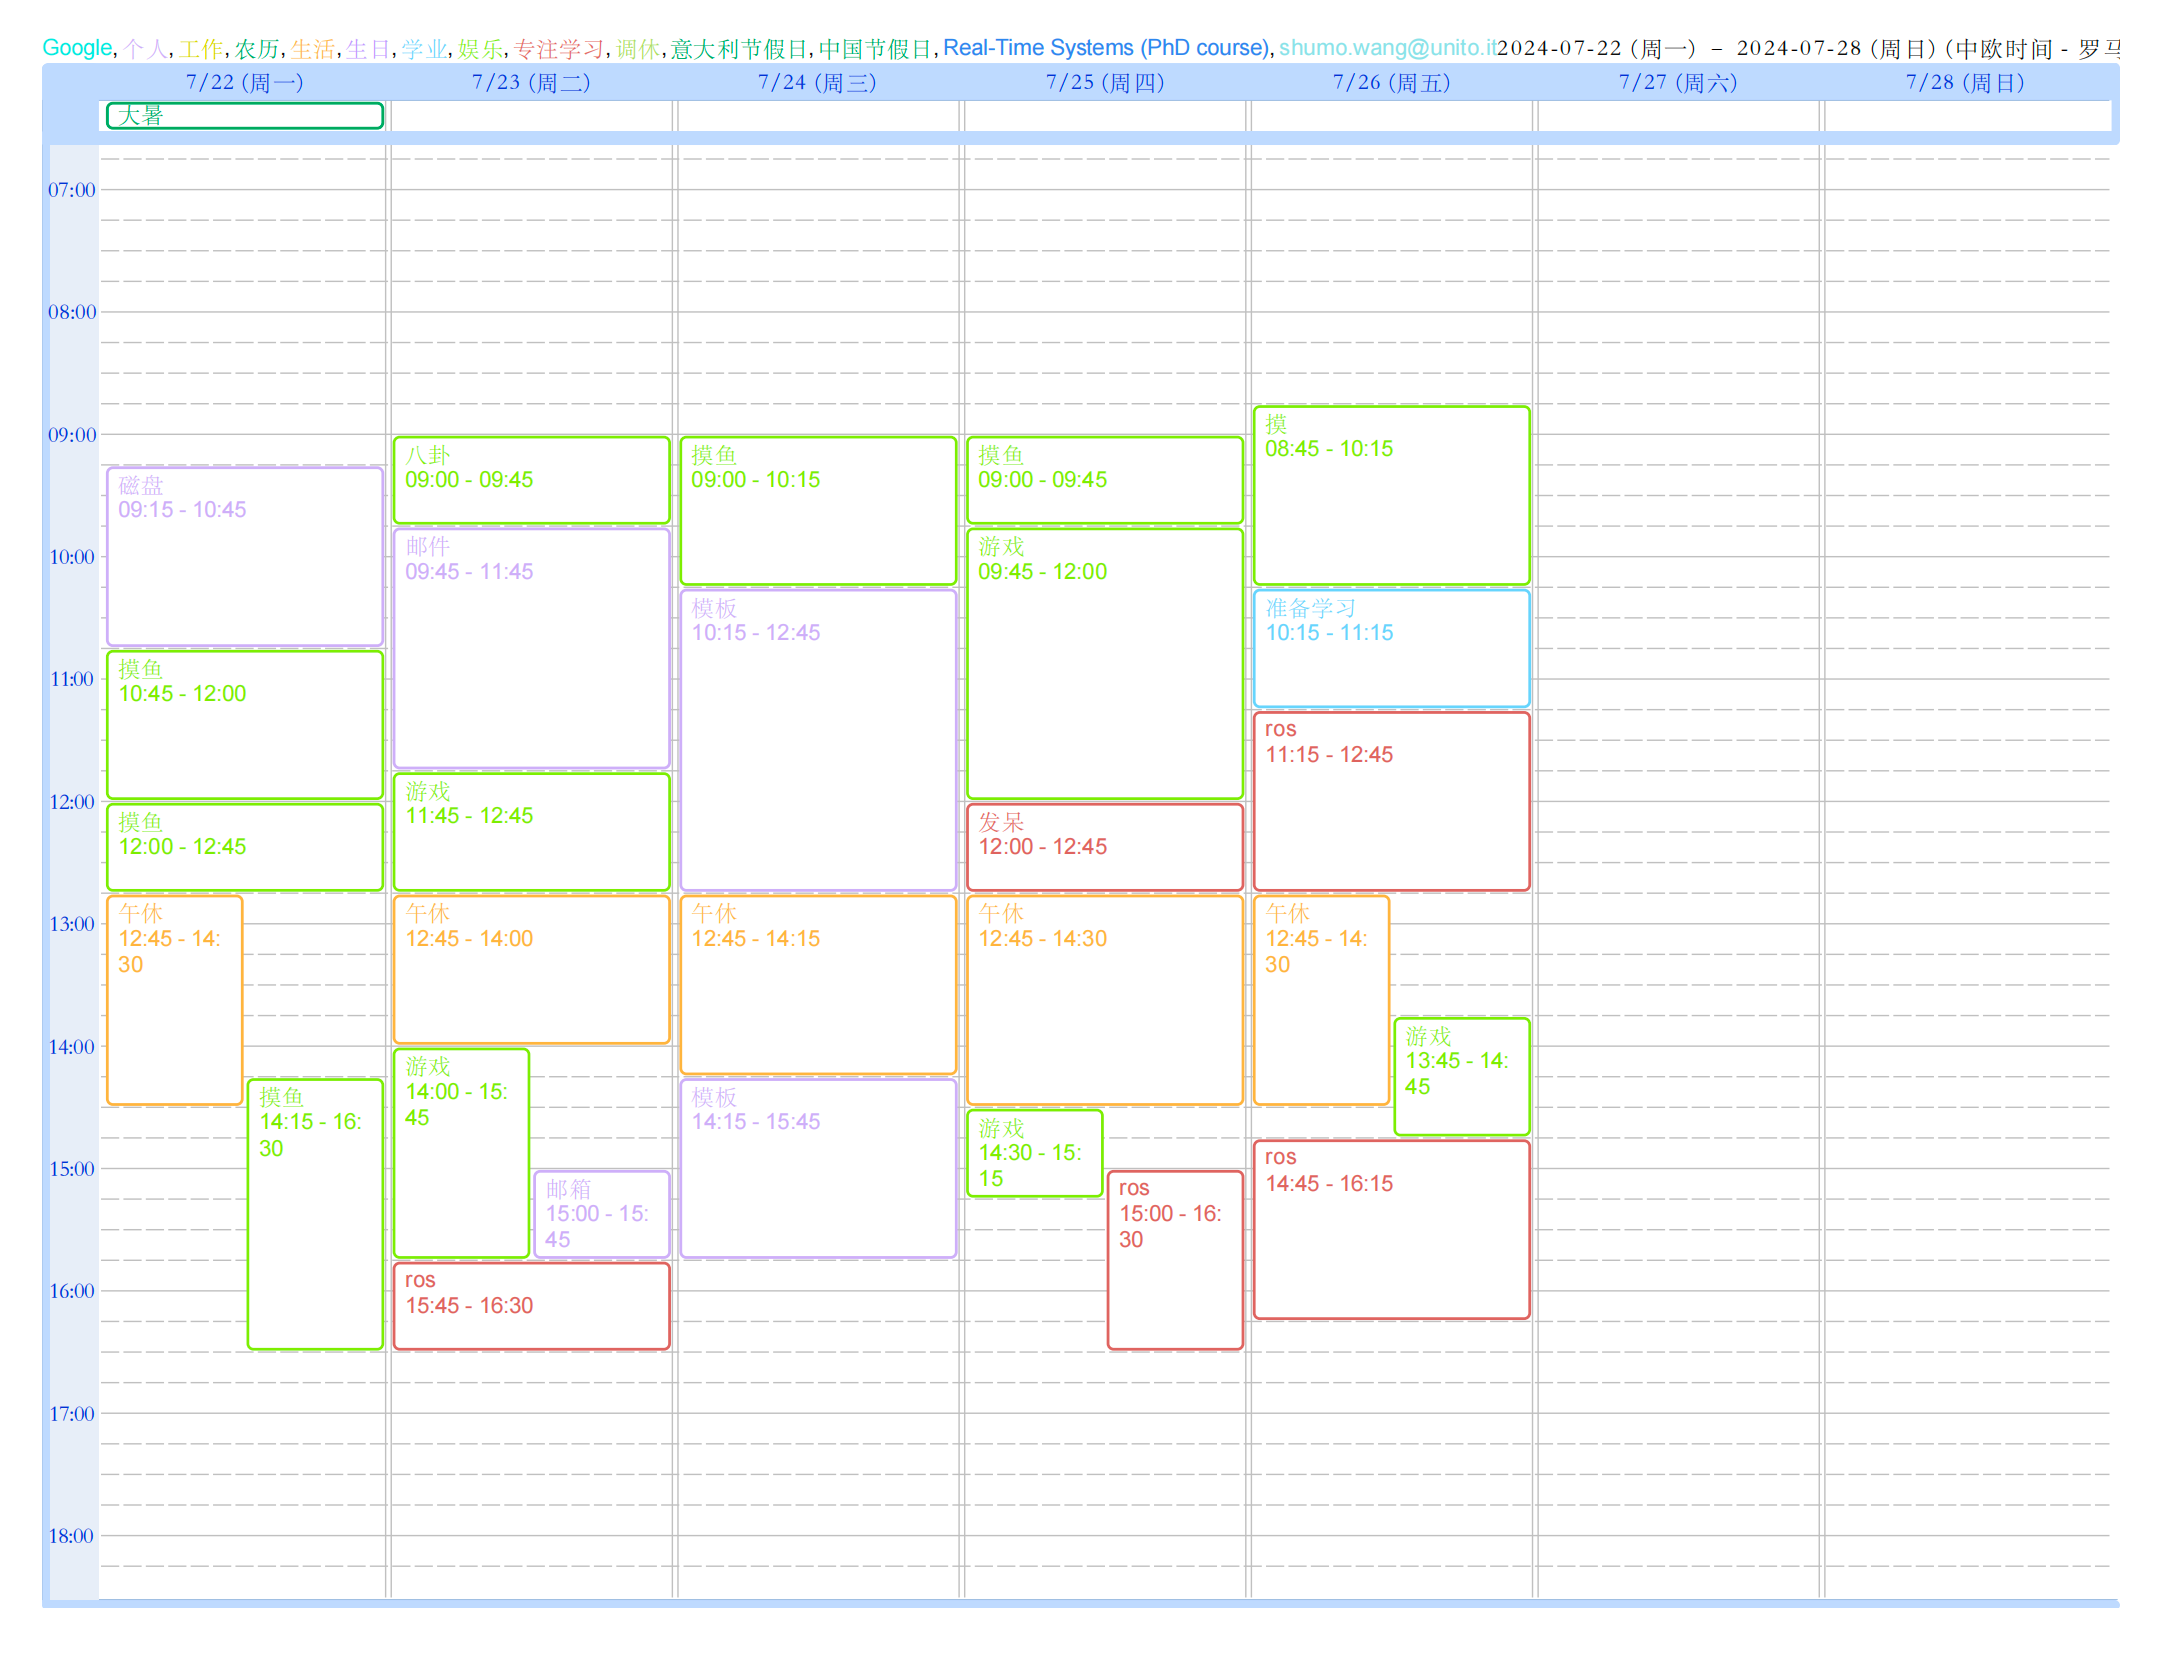 Google, 个人, 工作, 农历, 生活, 生日, 学业, 娱乐, 专注学习, 调休, 意大利节假日, 中国节假日, Real-Time Systems (PhD course), shumo.wang@unito.it 2024-07-22 (周一) – 2024-07-28 (周日) (中欧时间 - 罗马
7/22 (周一) 7/23 (周二) 7/24 (周三) 7/25 (周四) 7/26 (周五) 7/27 (周六) 7/28 (周日)
大暑
07:00
08:00
09:00
10:00
11:00
12:00
13:00
14:00
15:00
16:00
17:00
18:00
磁盘
09:15 - 10:45
摸鱼
10:45 - 12:00
摸鱼
12:00 - 12:45
午休
12:45 - 14:
30
摸鱼
14:15 - 16:
30
八卦
09:00 - 09:45
邮件
09:45 - 11:45
游戏
11:45 - 12:45
午休
12:45 - 14:00
游戏
14:00 - 15:
45
邮箱
15:00 - 15:
45
ros
15:45 - 16:30
摸鱼
09:00 - 10:15
模板
10:15 - 12:45
午休
12:45 - 14:15
模板
14:15 - 15:45
摸鱼
09:00 - 09:45
游戏
09:45 - 12:00
发呆
12:00 - 12:45
午休
12:45 - 14:30
游戏
14:30 - 15:
15
ros
15:00 - 16:
30
摸
08:45 - 10:15
准备学习
10:15 - 11:15
ros
11:15 - 12:45
午休
12:45 - 14:
30
游戏
13:45 - 14:
45
ros
14:45 - 16:15